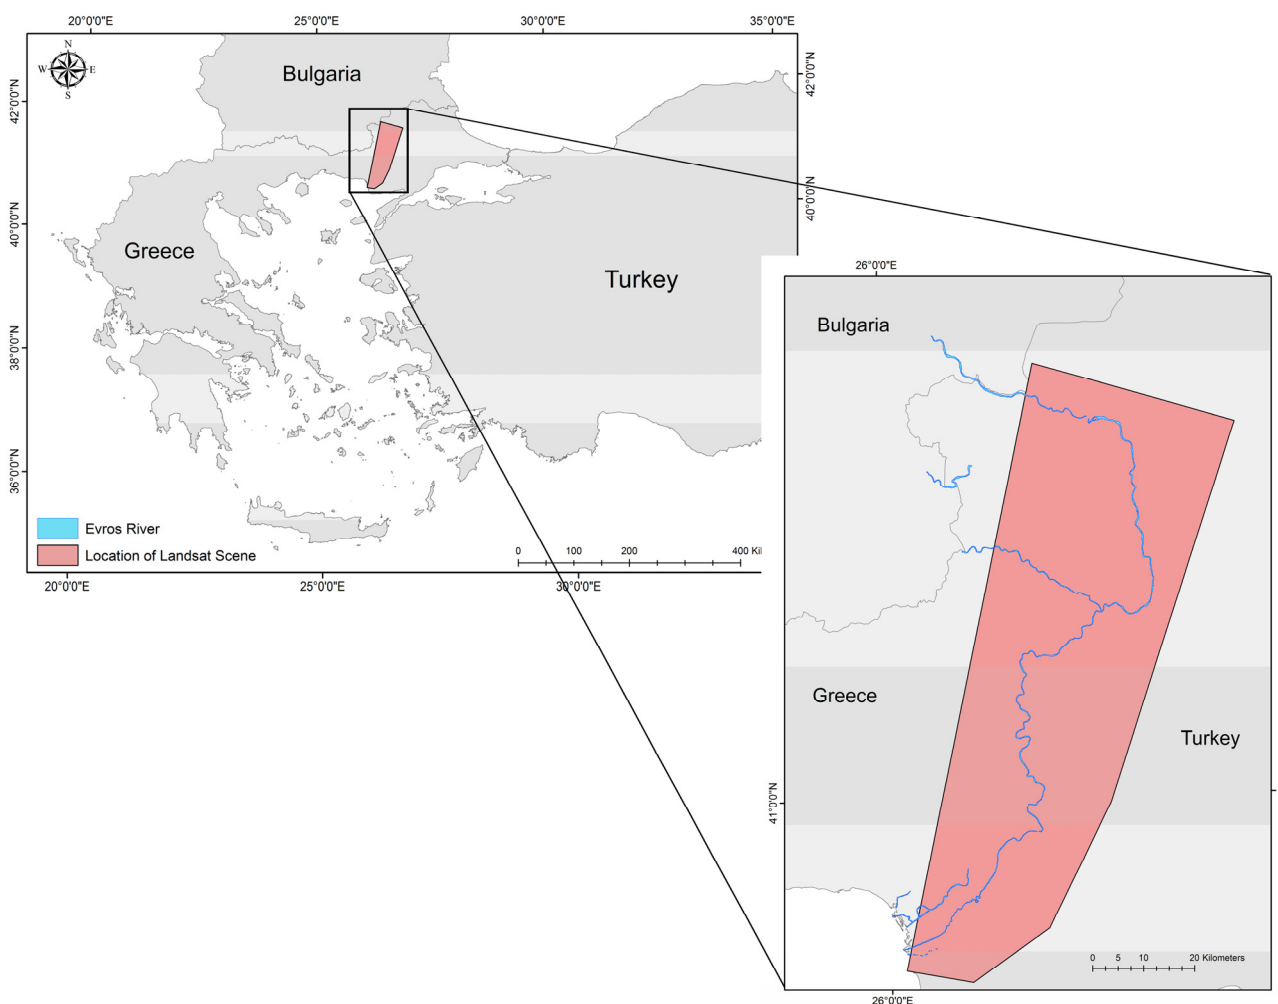 20°0'0"E 25°0'0"E 30°0'0"E 35°0'0"E
N
W E
S
Bulgaria
42°0'0"N
42°0'0"N
40°0'0"N
40°0'0"N
Greece
Turkey
38°0'0"N
36°0'0"N
Evros River
Location of Landsat Scene
0 100 200 400 Kil
20°0'0"E 25°0'0"E 30°0'0"E
26°0'0"E
Bulgaria
Greece
Turkey
41°0'0"N
0 5 10 20 Kilometers
26°0'0"E